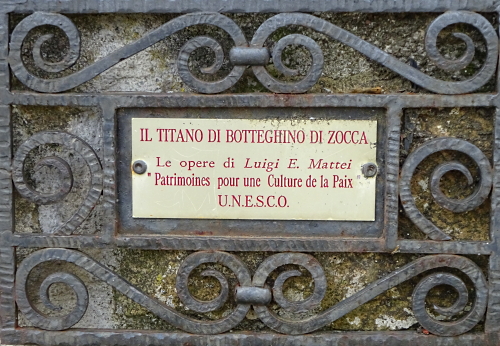 IL TITANO DI BOTTEGHINO DI ZOCCA
Le opere di Luigi E. Mattei
"Patrimoines pour une Culture de la Paix"
U.N.E.S.C.O.